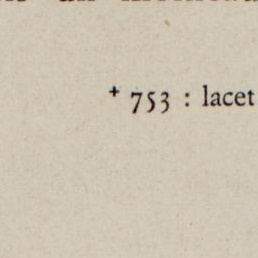 + 753 : lacet